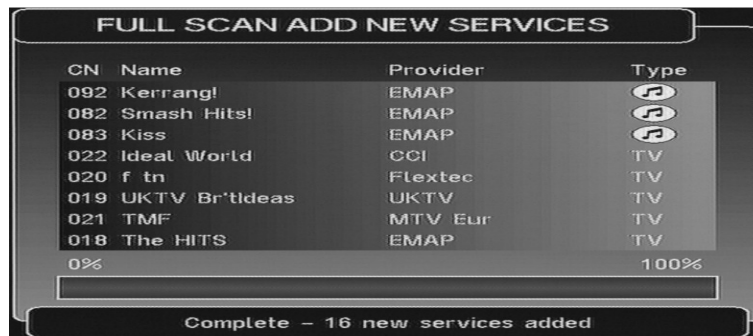 FULL SCAN ADD NEW SERVICES
CN Name Provider Type
092 Kerrang! EMAP
082 Smash Hits! EMAP
083 Kiss EMAP
022 Ideal World CCI TV
020 f tn Flextec TV
019 UKTV Br'tIdeas UKTV TV
021 TMF MTV Eur TV
018 The HITS EMAP TV
0% 100%
Complete - 16 new services added